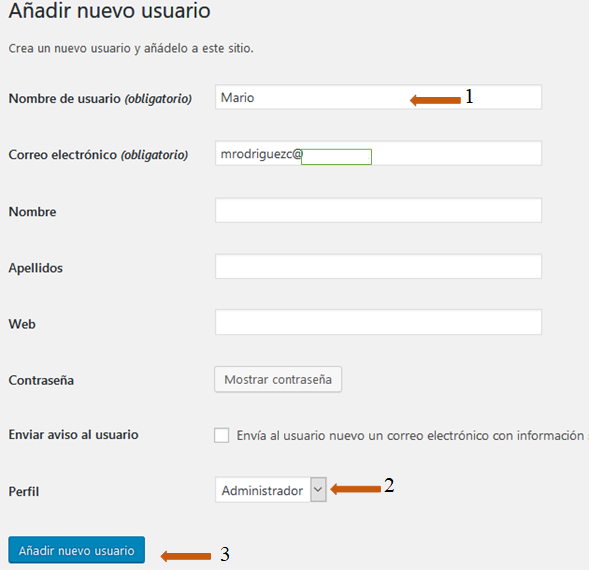 Añadir nuevo usuario
Crea un nuevo usuario y añádelo a este sitio.
Nombre de usuario (obligatorio) Mario 1
Correo electrónico (obligatorio) mrodriguezc@
Nombre
Apellidos
Web
Contraseña Mostrar contraseña
Enviar aviso al usuario Envía al usuario nuevo un correo electrónico con información
Perfil Administrador 2
Añadir nuevo usuario 3